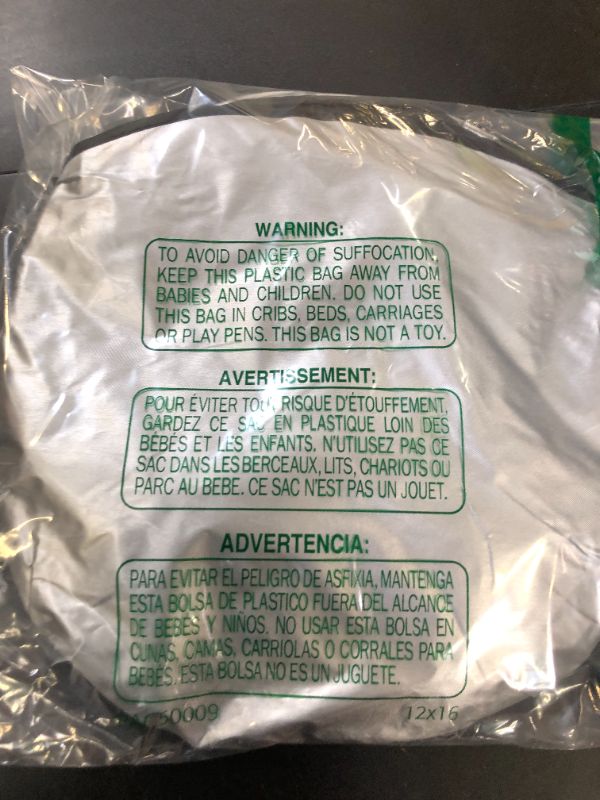 WARNING:
TO AVOID DANGER OF SUFFOCATION,
KEEP THIS PLASTIC BAG AWAY FROM
BABIES AND CHILDREN. DO NOT USE
THIS BAG IN CRIBS, BEDS, CARRIAGES
OR PLAY PENS. THIS BAG IS NOT A TOY.
AVERTISSEMENT:
POUR ÉVITER TOUT RISQUE D'ÉTOUFFEMENT,
GARDEZ CE SAC EN PLASTIQUE LOIN DES
BÉBÉS ET LES ENFANTS. N'UTILISEZ PAS CE
SAC DANS LES BERCEAUX, LITS, CHARIOTS OU
PARC AU BEBE. CE SAC N'EST PAS UN JOUET.
ADVERTENCIA:
PARA EVITAR EL PELIGRO DE ASFIXIA, MANTENGA
ESTA BOLSA DE PLASTICO FUERA DEL ALCANCE
DE BEBES Y NIÑOS. NO USAR ESTA BOLSA EN
CUNAS, CAMAS, CARRIOLAS O CORRALES PARA
BEBES. ESTA BOLSA NO ES UN JUGUETE.
50009 12x16